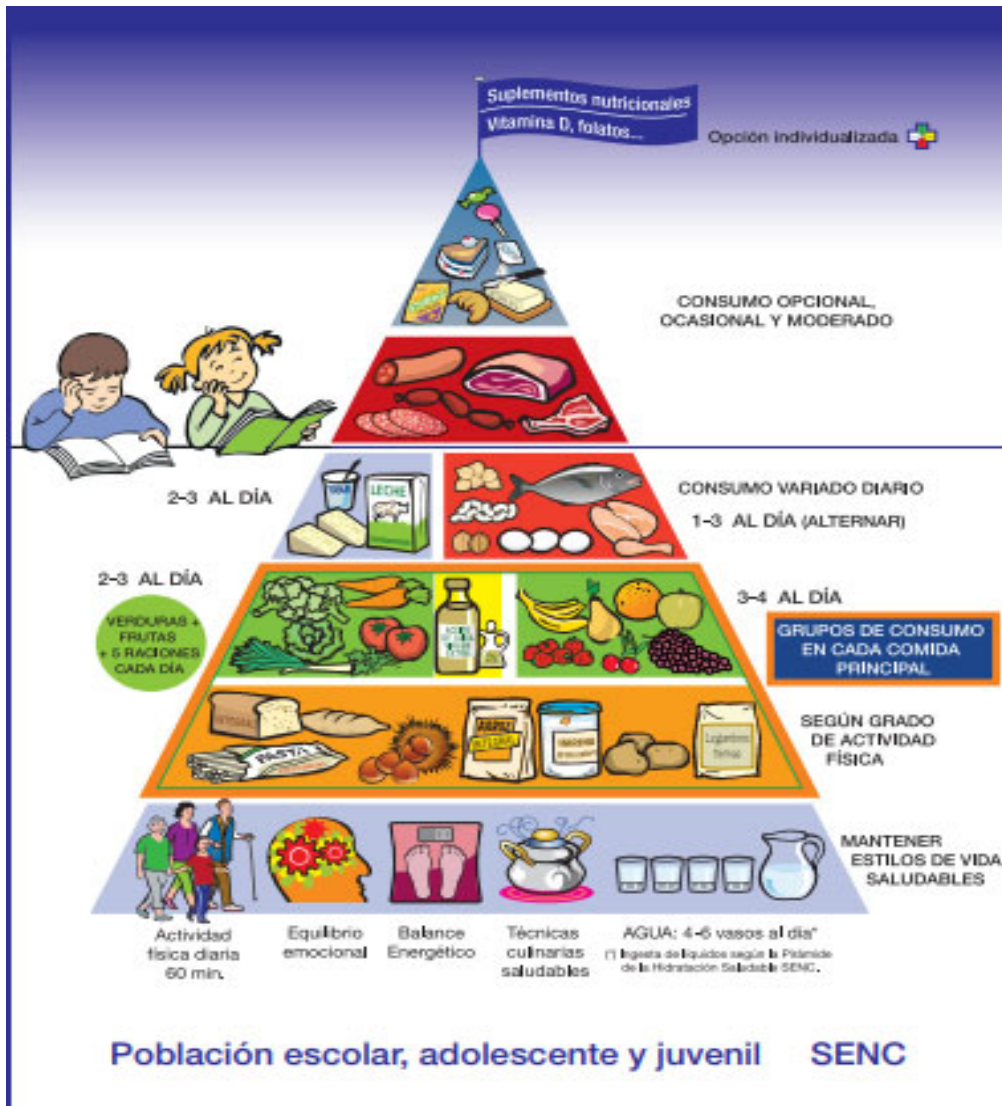 Suplementos nutricionales
Vitamina D, folatos...
Opción individualizada
CONSUMO OPCIONAL,
OCASIONAL Y MODERADO
2-3 AL DÍA
LECHE
CONSUMO VARIADO DIARIO
1-3 AL DÍA (ALTERNAR)
2-3 AL DÍA
VERDURAS +
FRUTAS
+ 5 RACIONES
CADA DÍA
3-4 AL DÍA
GRUPOS DE CONSUMO
EN CADA COMIDA
PRINCIPAL
INTEGRAL
PASTA
INTEGRAL
SEGÚN GRADO
DE ACTIVIDAD
FÍSICA
MANTENER
ESTILOS DE VIDA
SALUDABLES
Actividad
física diaria
60 min.
Equilibrio
emocional
Balance
Energético
Técnicas
culinarias
saludables
AGUA: 4-6 vasos al día*
(*) Ingesta de líquidos según la Pirámide
de la Hidratación Saludable SENC.
Población escolar, adolescente y juvenil SENC